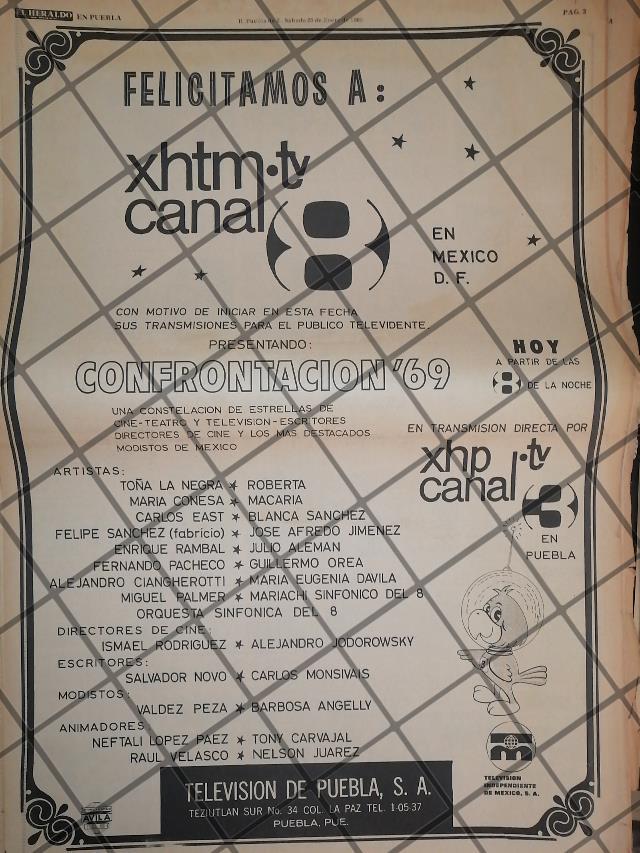 EL HERALDO EN PUEBLA
PAG. 3
FELICITAMOS A:
xhtm·tv
canal 8
EN
MEXICO
D. F.
CON MOTIVO DE INICIAR EN ESTA FECHA
SUS TRANSMISIONES PARA EL PUBLICO TELEVIDENTE.
PRESENTANDO:
CONFRONTACION '69
HOY
A PARTIR DE LAS
8 DE LA NOCHE
UNA CONSTELACION DE ESTRELLAS DE
CINE-TEATRO Y TELEVISION-ESCRITORES
DIRECTORES DE CINE Y LOS MAS DESTACADOS
MODISTOS DE MEXICO
EN TRANSMISION DIRECTA POR
xhp·tv
canal 3
EN
PUEBLA
ARTISTAS:
TOÑA LA NEGRA ★ ROBERTA
MARIA CONESA ★ MACARIA
CARLOS EAST ★ BLANCA SANCHEZ
FELIPE SANCHEZ (fabricio) ★ JOSE AFREDO JIMENEZ
ENRIQUE RAMBAL ★ JULIO ALEMAN
FERNANDO PACHECO ★ GUILLERMO OREA
ALEJANDRO CIANGHEROTTI ★ MARIA EUGENIA DAVILA
MIGUEL PALMER ★ MARIACHI SINFONICO DEL 8
ORQUESTA SINFONICA DEL 8
DIRECTORES DE CINE:
ISMAEL RODRIGUEZ ★ ALEJANDRO JODOROWSKY
ESCRITORES:
SALVADOR NOVO ★ CARLOS MONSIVAIS
MODISTOS:
VALDEZ PEZA ★ BARBOSA ANGELLY
ANIMADORES
NEFTALI LOPEZ PAEZ ★ TONY CARVAJAL
RAUL VELASCO ★ NELSON JUAREZ
TELEVISION
INDEPENDIENTE
DE MEXICO, S. A.
TELEVISION DE PUEBLA, S. A.
TEZIUTLAN SUR No. 34 COL. LA PAZ TEL. 1-05-37
PUEBLA, PUE.
AVILA